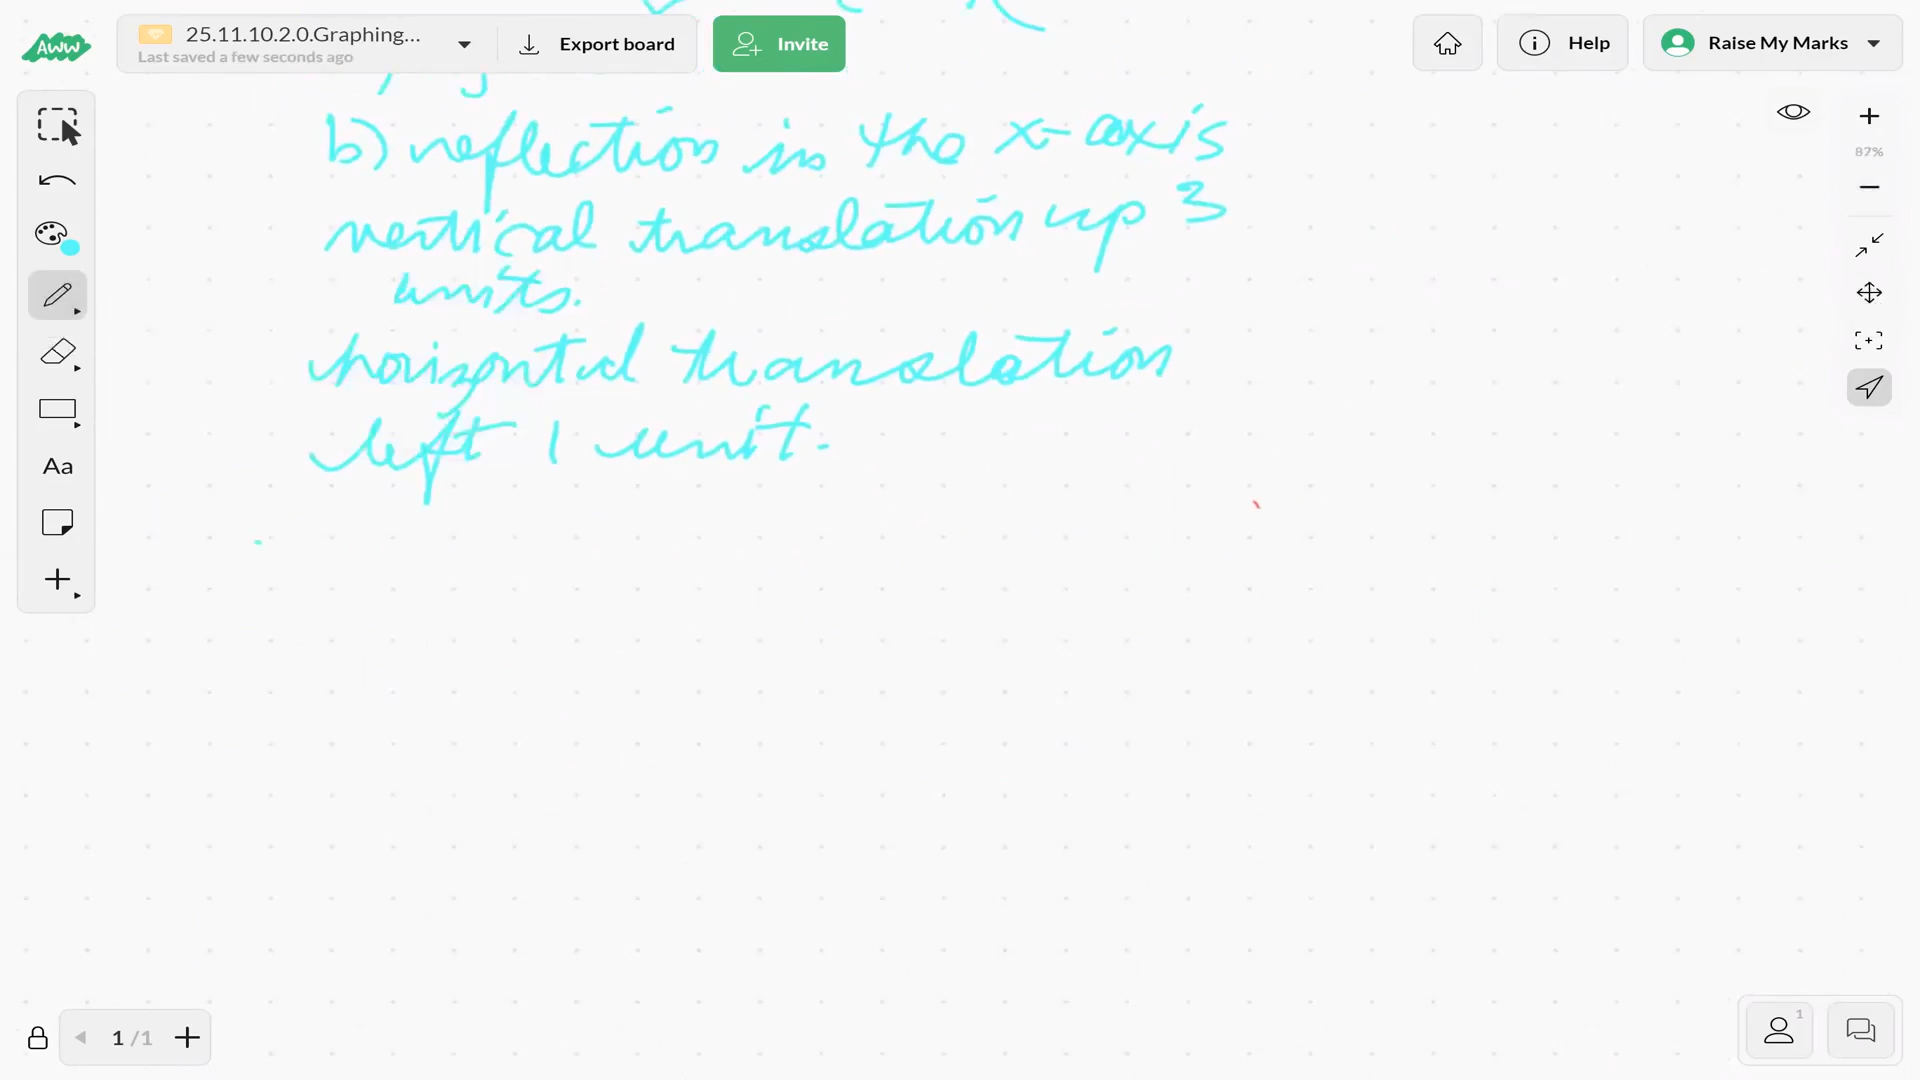 AWW
25.11.10.2.0.Graphing...
Last saved a few seconds ago
Export board
Invite
Help
Raise My Marks
87%
b) reflection in the x-axis
vertical translation up 3
units.
horizontal translation
left 1 unit.
Aa
1 /1
1